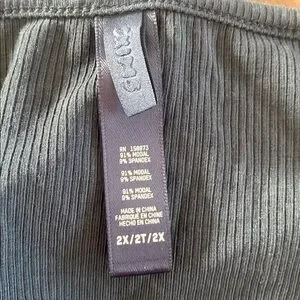 SKIMS
RN 158073
91% MODAL
9% SPANDEX
91% MODAL
9% SPANDEX
91% MODAL
9% SPANDEX
MADE IN CHINA
FABRIQUÉ EN CHINE
HECHO EN CHINA
2X/2T/2X